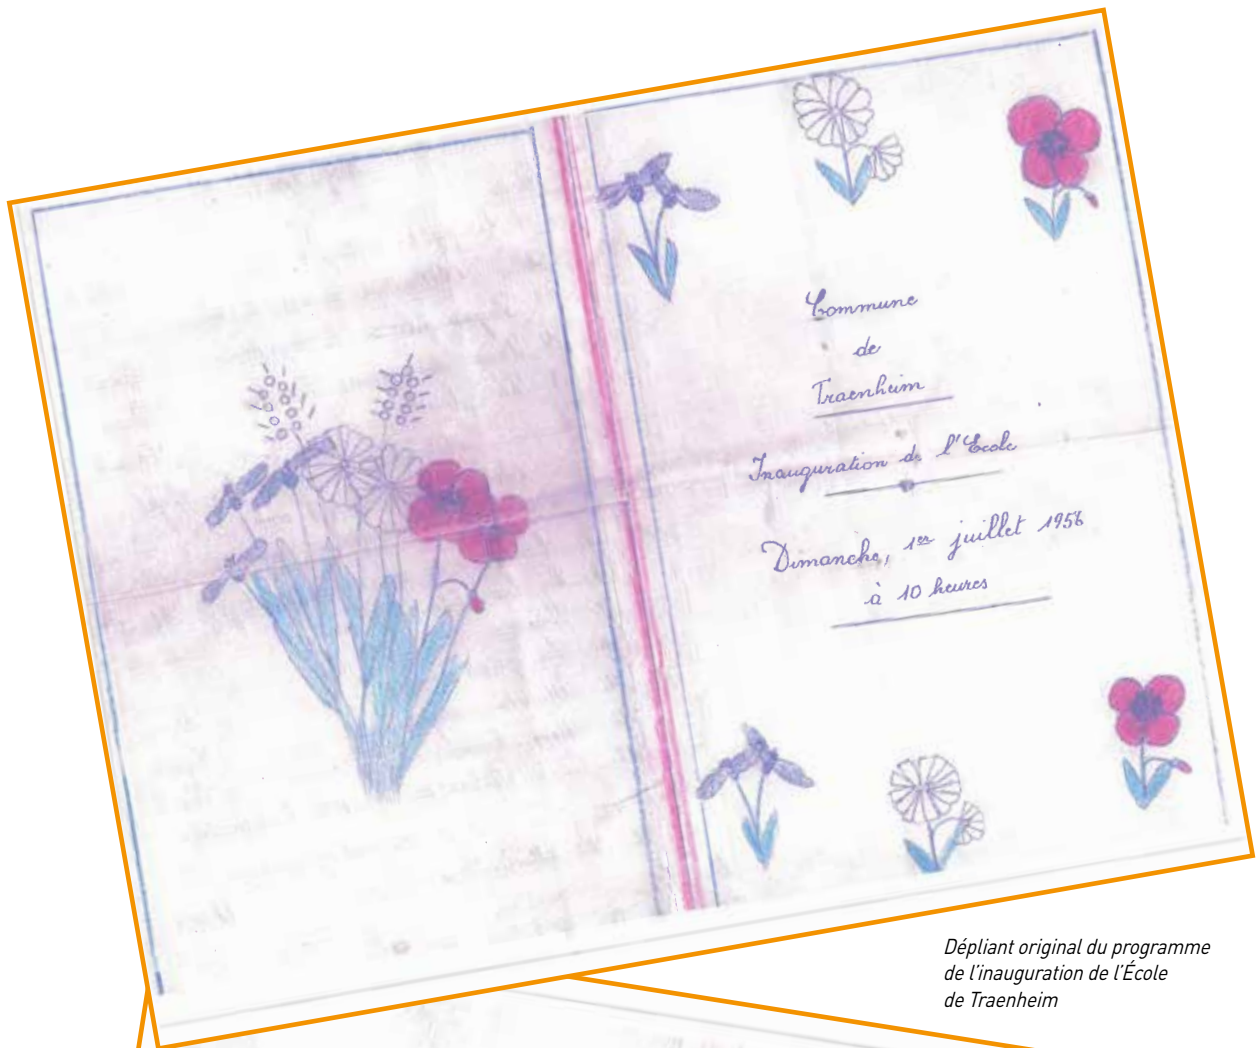 Commune
de
Traenheim
Inauguration de l'Ecole
Dimanche, 1er juillet 1956
à 10 heures
Dépliant original du programme
de l'inauguration de l'École
de Traenheim